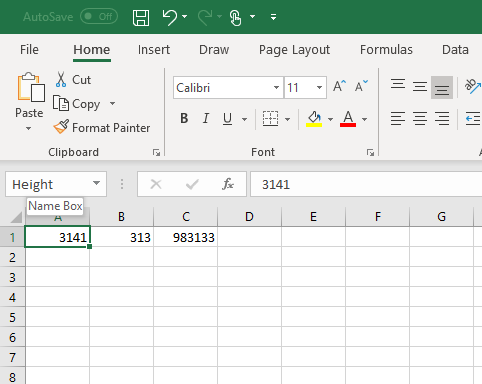 AutoSave Off
File Home Insert Draw Page Layout Formulas Data
Cut
Copy
Format Painter
Paste
Calibri 11 A A
B I U A
Clipboard Font
Height fx 3141
Name Box
A B C D E F G
1 3141 313 983133
2
3
4
5
6
7
8